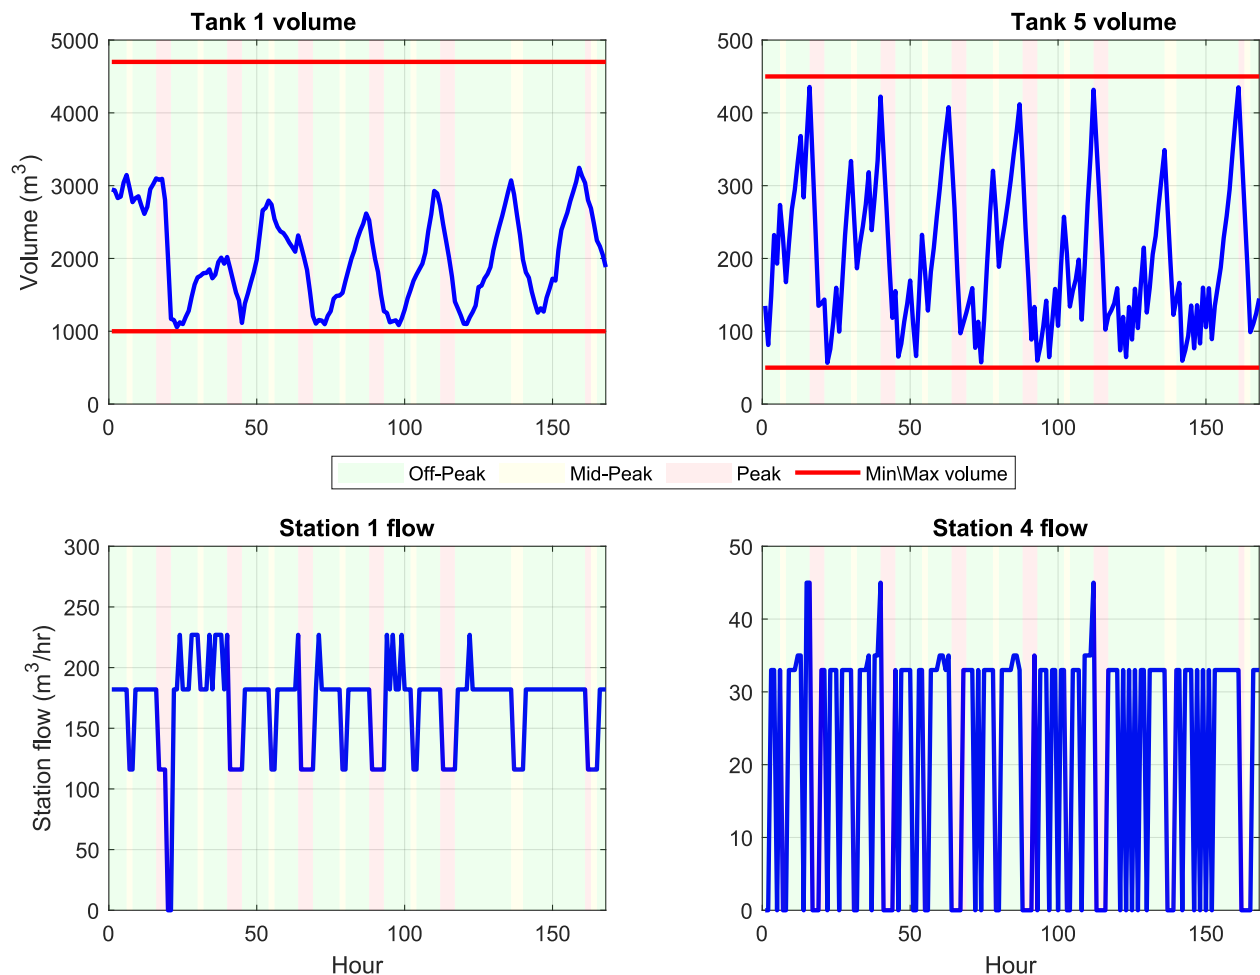 Tank 1 volume
5000
4000
3000
2000
1000
0
Volume (m³)
0 50 100 150
Tank 5 volume
500
400
300
200
100
0
0 50 100 150
Off-Peak Mid-Peak Peak Min\Max volume
Station 1 flow
300
250
200
150
100
50
0
Station flow (m³/hr)
0 50 100 150
Hour
Station 4 flow
50
40
30
20
10
0
0 50 100 150
Hour